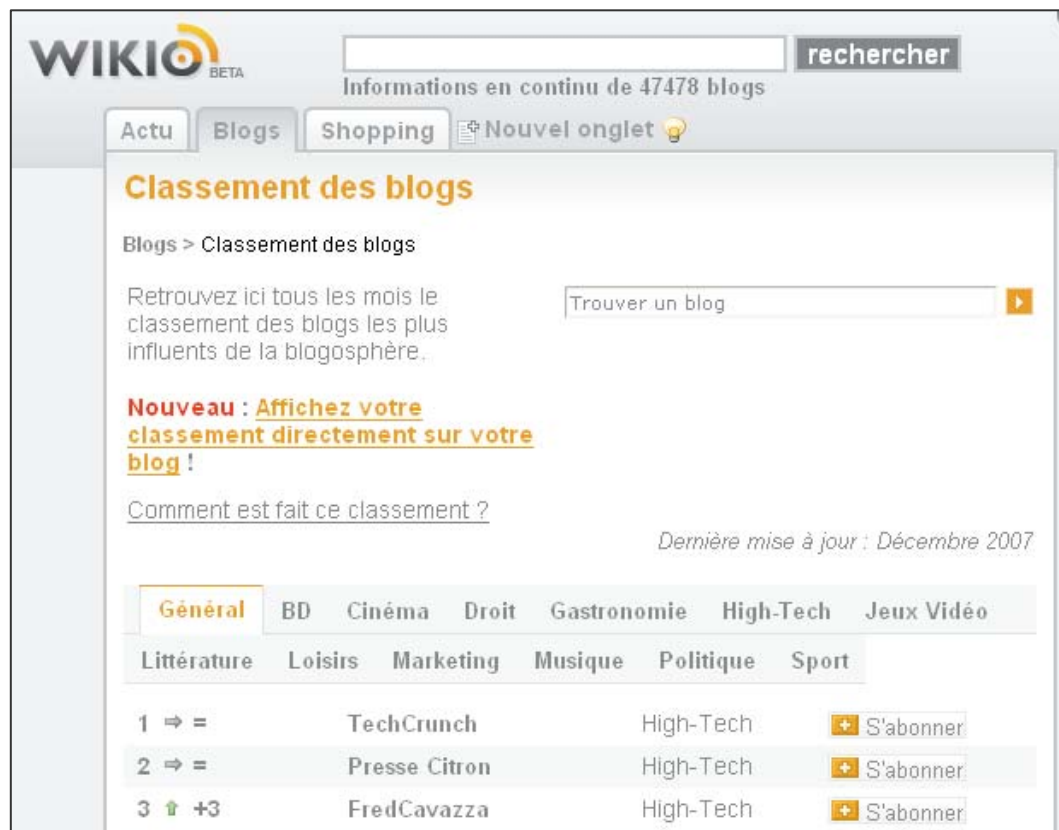 WIKIO BETA
rechercher
Informations en continu de 47478 blogs
Actu Blogs Shopping Nouvel onglet
Classement des blogs
Blogs > Classement des blogs
Retrouvez ici tous les mois le
classement des blogs les plus
influents de la blogosphère.
Trouver un blog
Nouveau : Affichez votre
classement directement sur votre
blog !
Comment est fait ce classement ?
Dernière mise à jour : Décembre 2007
Général BD Cinéma Droit Gastronomie High-Tech Jeux Vidéo
Littérature Loisirs Marketing Musique Politique Sport
1 ⇒ = TechCrunch High-Tech S'abonner
2 ⇒ = Presse Citron High-Tech S'abonner
3 ⇑ +3 FredCavazza High-Tech S'abonner